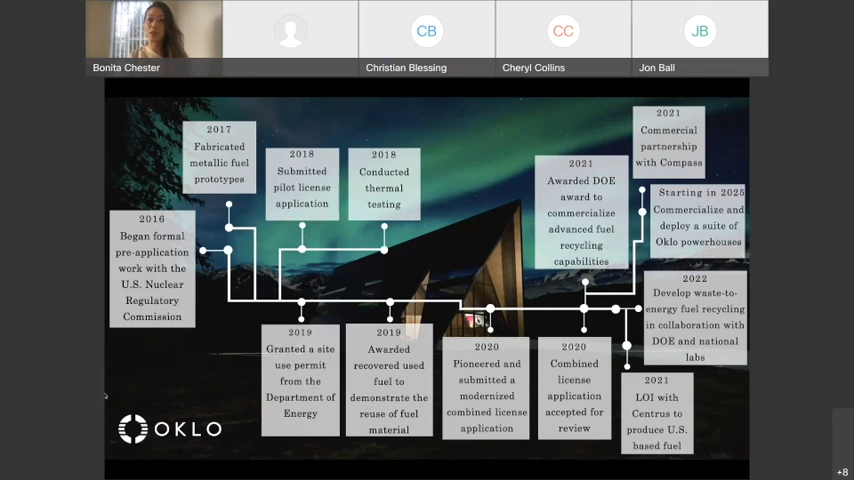 CB
CC
JB
Bonita Chester
Christian Blessing
Cheryl Collins
Jon Ball
2016
Began formal
pre-application
work with the
U.S. Nuclear
Regulatory
Commission
2017
Fabricated
metallic fuel
prototypes
2018
Submitted
pilot license
application
2018
Conducted
thermal
testing
2019
Granted a site
use permit
from the
Department of
Energy
2019
Awarded
recovered used
fuel to
demonstrate the
reuse of fuel
material
2020
Pioneered and
submitted a
modernized
combined license
application
2020
Combined
license
application
accepted for
review
2021
Awarded DOE
award to
commercialize
advanced fuel
recycling
capabilities
2021
Commercial
partnership
with Compass
Starting in 2025
Commercialize and
deploy a suite of
Oklo powerhouses
2022
Develop waste-to-
energy fuel recycling
in collaboration with
DOE and national
labs
2021
LOI with
Centrus to
produce U.S.
based fuel
OKLO
+8